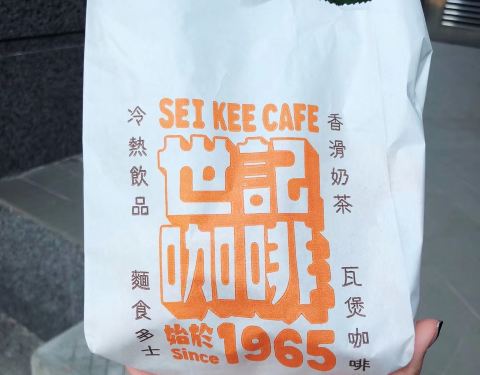 SEI KEE CAFE
世記
咖啡
始於
since
1965
冷熱飲品
麵食多士
香滑奶茶
瓦煲咖啡